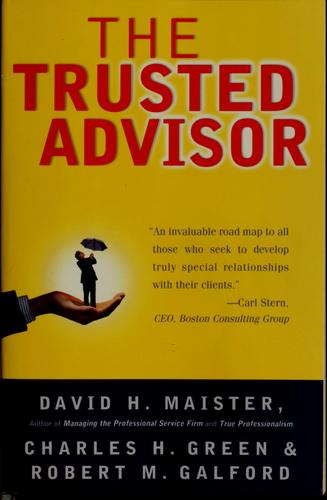 THE
TRUSTED
ADVISOR
"An invaluable road map to all
those who seek to develop
truly special relationships
with their clients."
—Carl Stern,
CEO, Boston Consulting Group
DAVID H. MAISTER,
Author of Managing the Professional Service Firm and True Professionalism
CHARLES H. GREEN &
ROBERT M. GALFORD